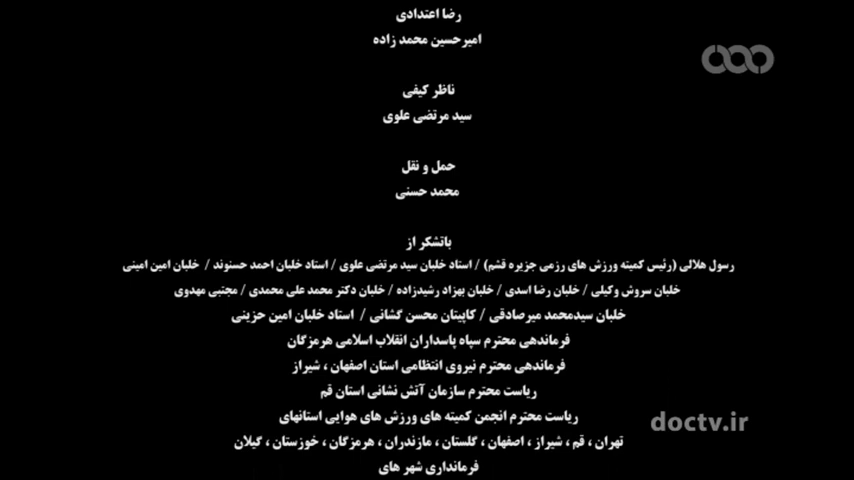 رضا اعتدادی
امیرحسین محمد زاده
ناظر کیفی
سید مرتضی علوی
حمل و نقل
محمد حسنی
باتشکر از
رسول هلالی (رئیس کمیته ورزش های رزمی جزیره قشم) / استاد خلبان سید مرتضی علوی / استاد خلبان احمد حسنوند / خلبان امین امینی
خلبان سروش وکیلی / خلبان رضا اسدی / خلبان بهزاد رشیدزاده / خلبان دکتر محمد علی محمدی / مجتبی مهدوی
خلبان سیدمحمد میرصادقی / کاپیتان محسن گشانی / استاد خلبان امین حزینی
فرماندهی محترم سپاه پاسداران انقلاب اسلامی هرمزگان
فرماندهی محترم نیروی انتظامی استان اصفهان ، شیراز
ریاست محترم سازمان آتش نشانی استان قم
ریاست محترم انجمن کمیته های ورزش های هوایی استانهای
تهران ، قم ، شیراز ، اصفهان ، گلستان ، مازندران ، هرمزگان ، خوزستان ، گیلان
فرمانداری شهر های
doctv.ir